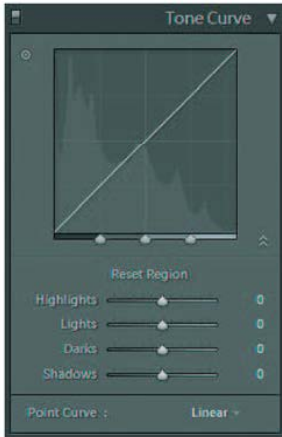 Tone Curve
Reset Region
Highlights 0
Lights 0
Darks 0
Shadows 0
Point Curve : Linear